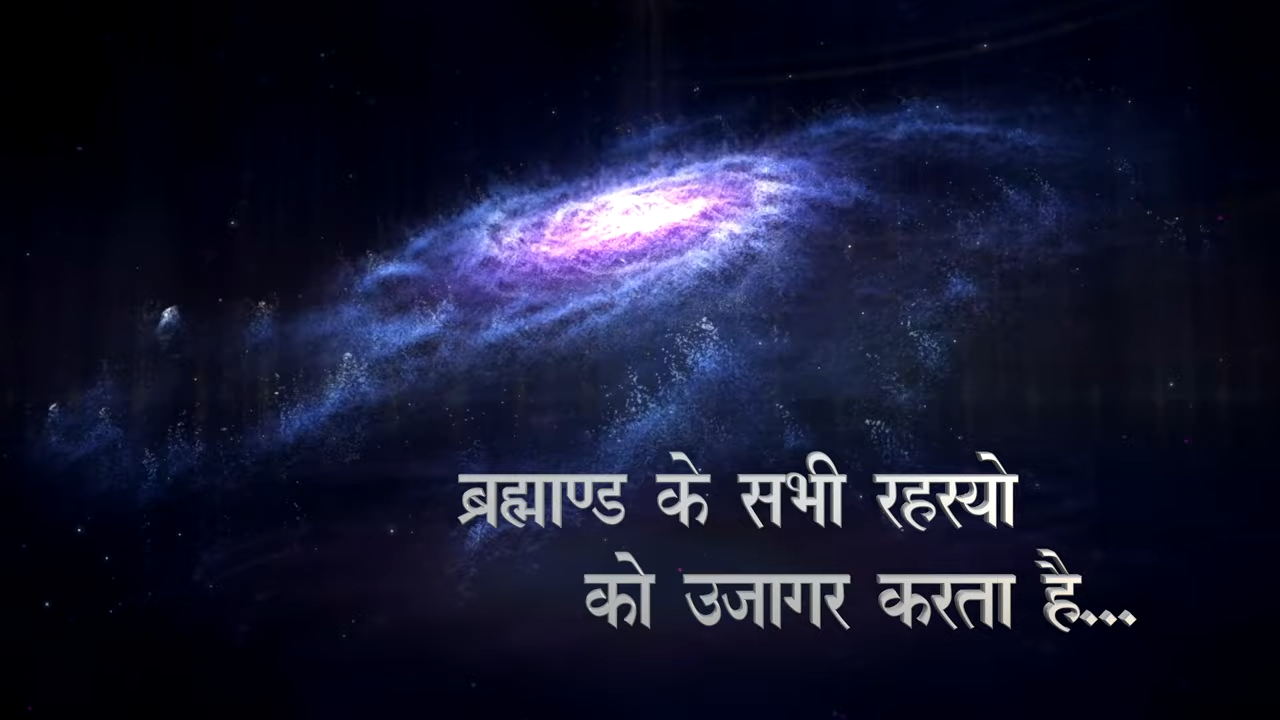 ब्रह्माण्ड के सभी रहस्यो
को उजागर करता है...